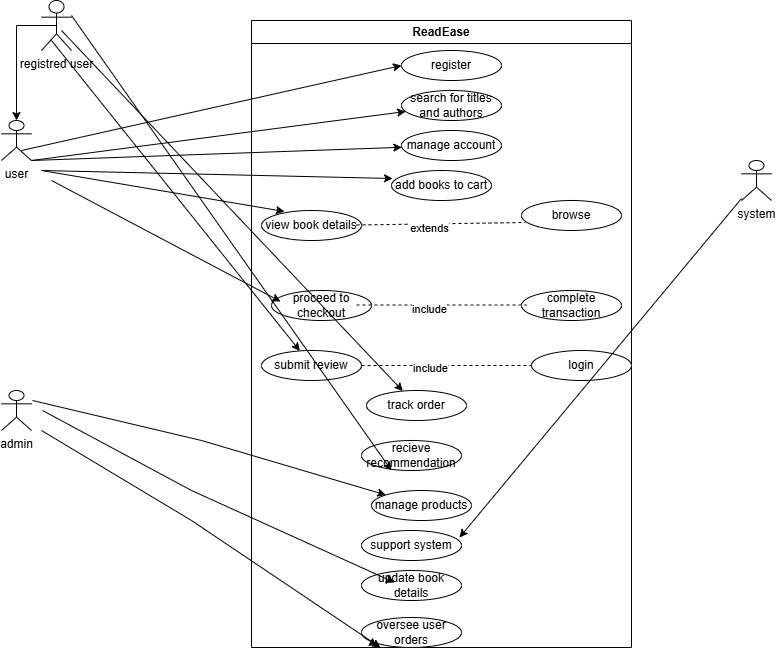 ReadEase
registred user
register
search for titles
and authors
manage account
user
add books to cart
system
view book details
extends
browse
proceed to
checkout
include
complete
transaction
submit review
include
login
track order
admin
recieve
recommendation
manage products
support system
update book
details
oversee user
orders